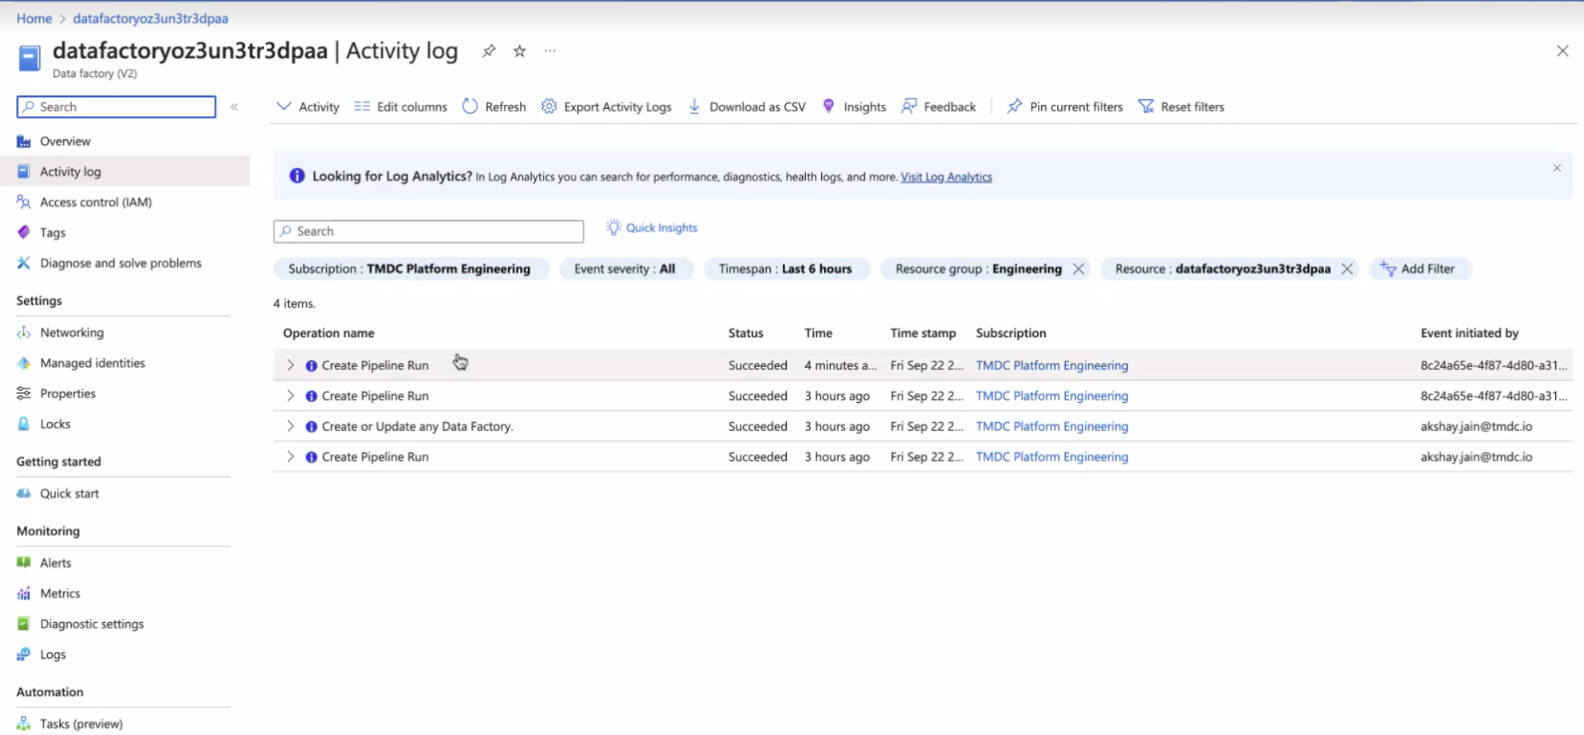 Home > datafactoryoz3un3tr3dpaa
datafactoryoz3un3tr3dpaa | Activity log
Data factory (V2)
Search
Overview
Activity log
Access control (IAM)
Tags
Diagnose and solve problems
Settings
Networking
Managed identities
Properties
Locks
Getting started
Quick start
Monitoring
Alerts
Metrics
Diagnostic settings
Logs
Automation
Tasks (preview)
Activity Edit columns Refresh Export Activity Logs Download as CSV Insights Feedback Pin current filters Reset filters
Looking for Log Analytics? In Log Analytics you can search for performance, diagnostics, health logs, and more. Visit Log Analytics
Search Quick Insights
Subscription : TMDC Platform Engineering Event severity : All Timespan : Last 6 hours Resource group : Engineering Resource : datafactoryoz3un3tr3dpaa Add Filter
4 items.
Operation name Status Time Time stamp Subscription Event initiated by
Create Pipeline Run Succeeded 4 minutes a... Fri Sep 22 2... TMDC Platform Engineering 8c24a65e-4f87-4d80-a31...
Create Pipeline Run Succeeded 3 hours ago Fri Sep 22 2... TMDC Platform Engineering 8c24a65e-4f87-4d80-a31...
Create or Update any Data Factory. Succeeded 3 hours ago Fri Sep 22 2... TMDC Platform Engineering akshay.jain@tmdc.io
Create Pipeline Run Succeeded 3 hours ago Fri Sep 22 2... TMDC Platform Engineering akshay.jain@tmdc.io